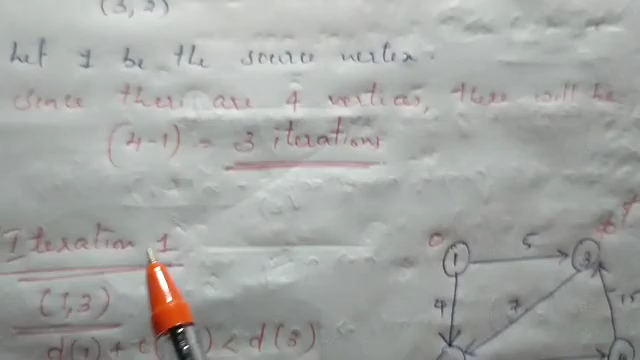 (3, 2)
Let 1 be the source vertex.
Since there are 4 vertices, there will be
(4-1) = 3 iterations
Iteration 1
(1,3)
0
1
5
3
4
7
15
< d(3)